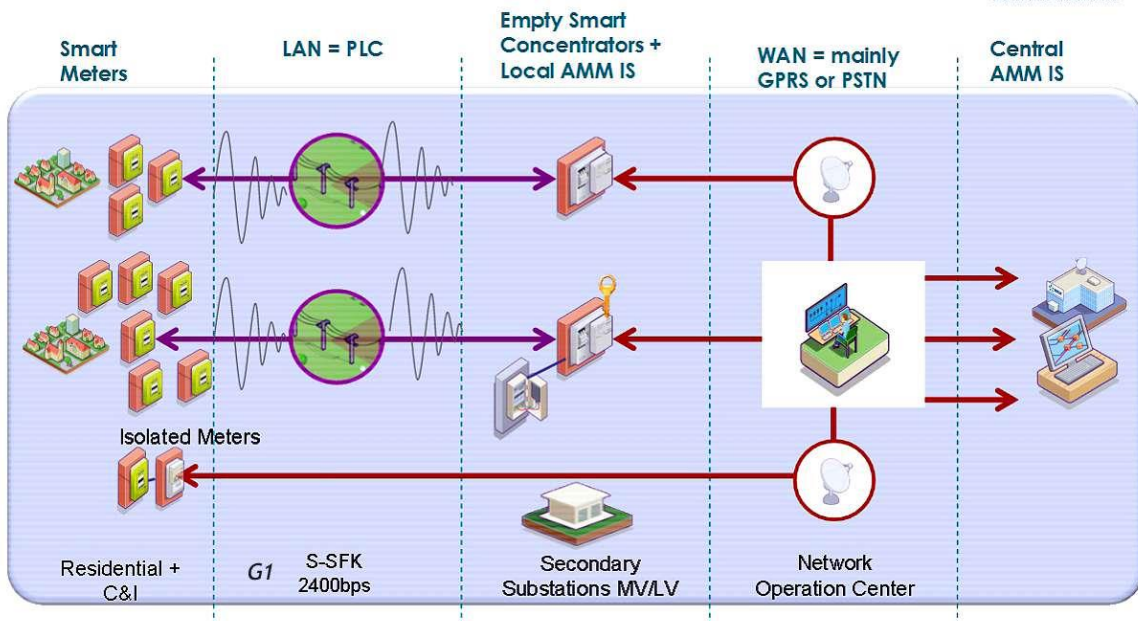 Smart
Meters
LAN = PLC
Empty Smart
Concentrators +
Local AMM IS
WAN = mainly
GPRS or PSTN
Central
AMM IS
Isolated Meters
Residential +
C&I
G1
S-SFK
2400bps
Secondary
Substations MV/LV
Network
Operation Center